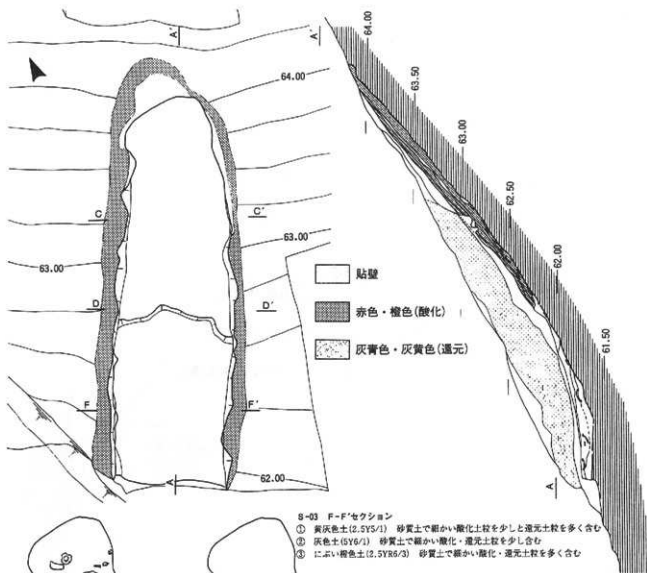 A'
A'
64.00
63.50
63.00
62.50
62.00
61.50
64.00
C
C'
63.00
63.00
D
D'
F
F'
62.00
A
A
貼壁
赤色・橙色(酸化)
灰青色・灰黄色(還元)
S-03 F-F'セクション
① 黄灰色土(2.5Y5/1) 砂質土で細かい酸化土粒を少しと還元土粒を多く含む
② 灰色土(5Y6/1) 砂質土で細かい酸化・還元土粒を少し含む
③ にぶい橙色土(2.5YR6/3) 砂質土で細かい酸化・還元土粒を多く含む